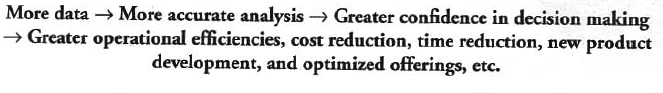 More data → More accurate analysis → Greater confidence in decision making
→ Greater operational efficiencies, cost reduction, time reduction, new product
development, and optimized offerings, etc.